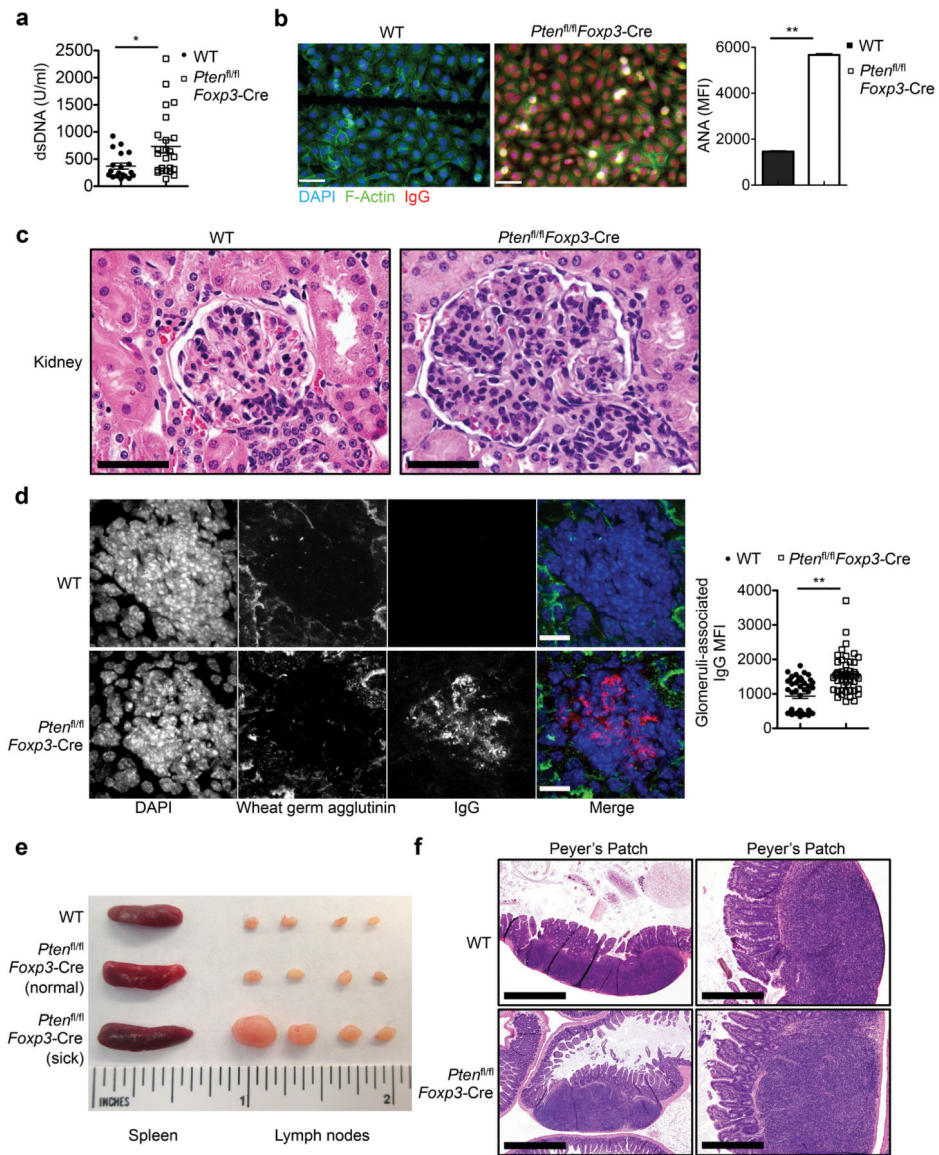 a
*
WT
Pten^fl/fl
Foxp3-Cre
2500
2000
1500
1000
500
0
dsDNA (U/ml)
b
WT
Pten^fl/fl Foxp3-Cre
DAPI F-Actin IgG
**
WT
Pten^fl/fl
Foxp3-Cre
6000
4000
2000
0
ANA (MFI)
c
WT
Pten^fl/fl Foxp3-Cre
Kidney
d
WT
Pten^fl/fl
Foxp3-Cre
DAPI
Wheat germ agglutinin
IgG
Merge
WT
Pten^fl/fl Foxp3-Cre
**
4000
3000
2000
1000
0
Glomeruli-associated
IgG MFI
e
WT
Pten^fl/fl
Foxp3-Cre
(normal)
Pten^fl/fl
Foxp3-Cre
(sick)
INCHES
1
2
Spleen
Lymph nodes
f
Peyer's Patch
Peyer's Patch
WT
Pten^fl/fl
Foxp3-Cre